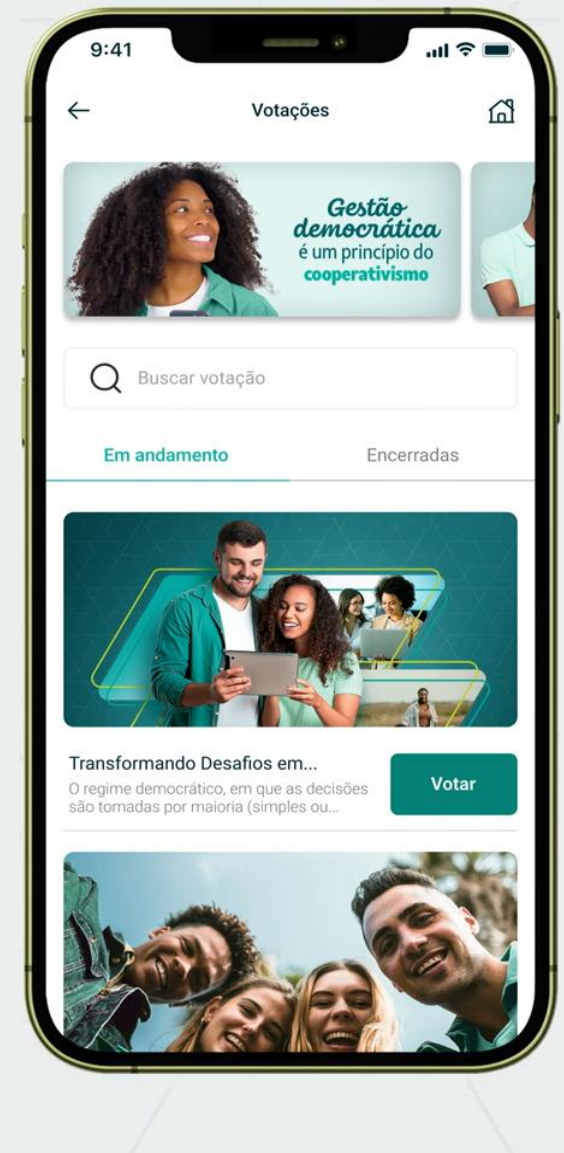 9:41
Votações
Gestão
democrática
é um princípio do
cooperativismo
Buscar votação
Em andamento
Encerradas
Transformando Desafios em...
O regime democrático, em que as decisões
são tomadas por maioria (simples ou...
Votar